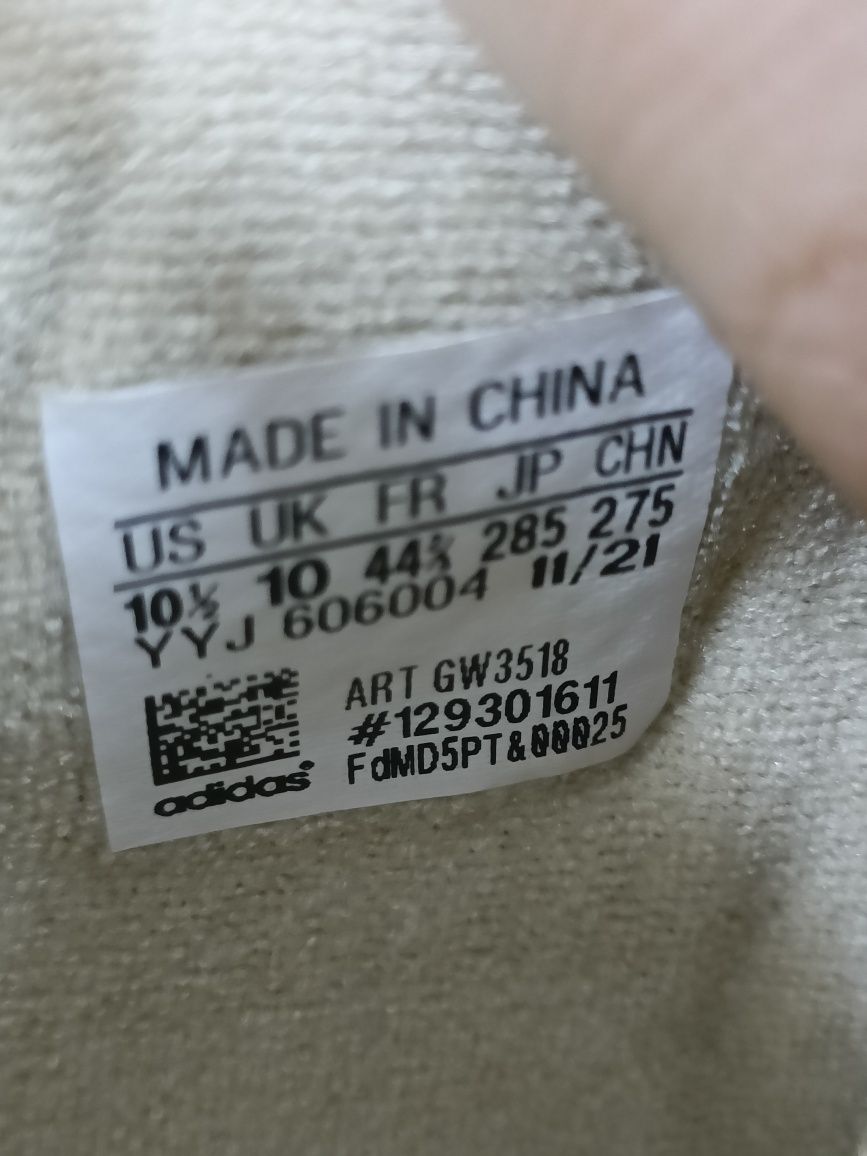 MADE IN CHINA
US UK FR JP CHN
10½ 10 44⅔ 285 275
YYJ 606004 11/21
ART GW3518
#129301611
FdMD5PT&00025
adidas